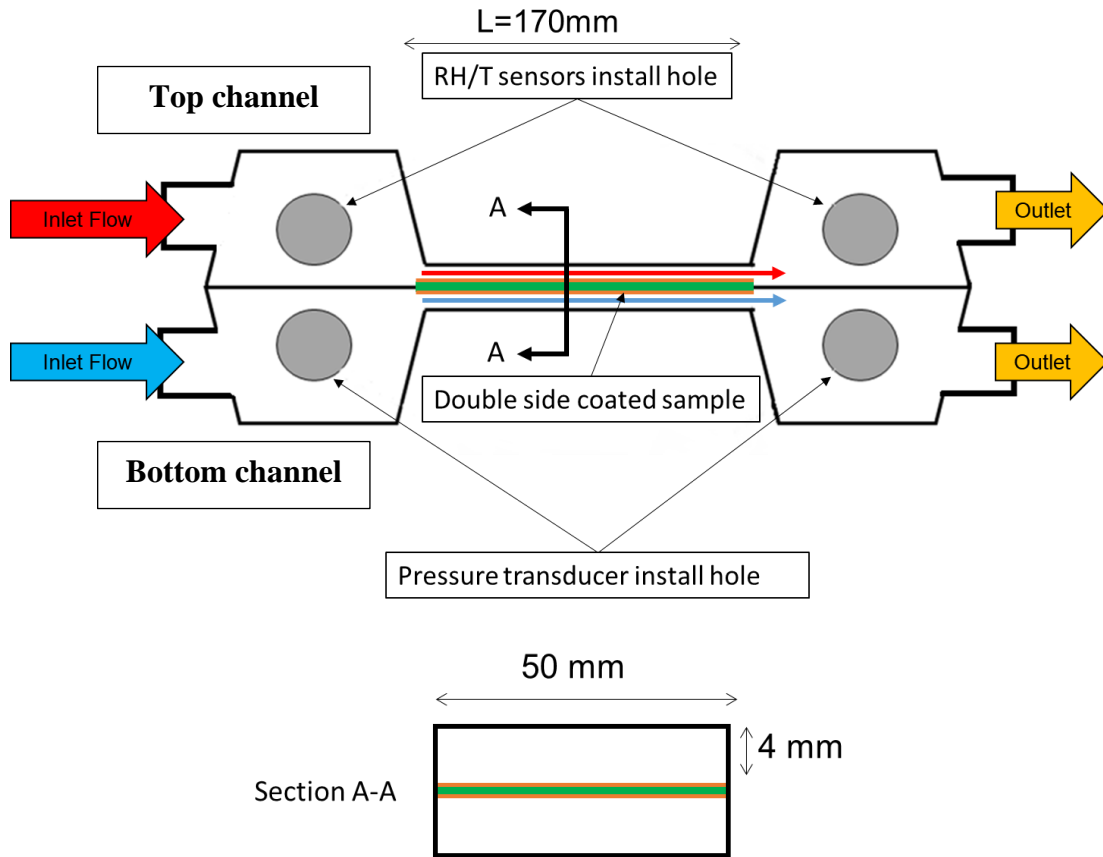 L=170mm
RH/T sensors install hole
Top channel
Inlet Flow
A
Outlet
Inlet Flow
A
Outlet
Double side coated sample
Bottom channel
Pressure transducer install hole
50 mm
4 mm
Section A-A